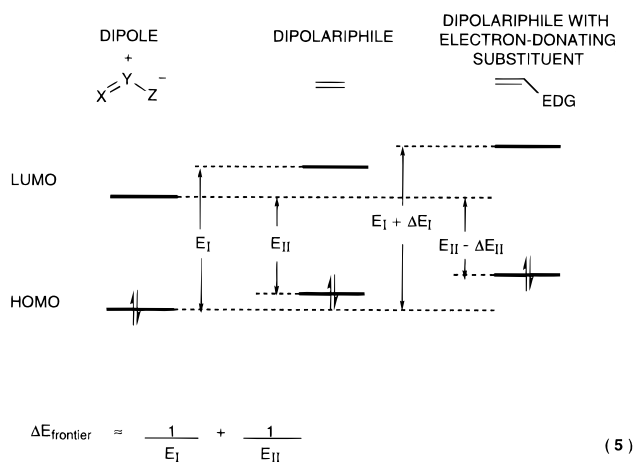 DIPOLE
DIPOLARIPHILE
DIPOLARIPHILE WITH
ELECTRON-DONATING
SUBSTITUENT
+
X=Y-Z −
EDG
LUMO
E_I
E_II
E_I + ΔE_I
E_II - ΔE_II
HOMO
ΔE_frontier ≈ 1/E_I + 1/E_II (5)